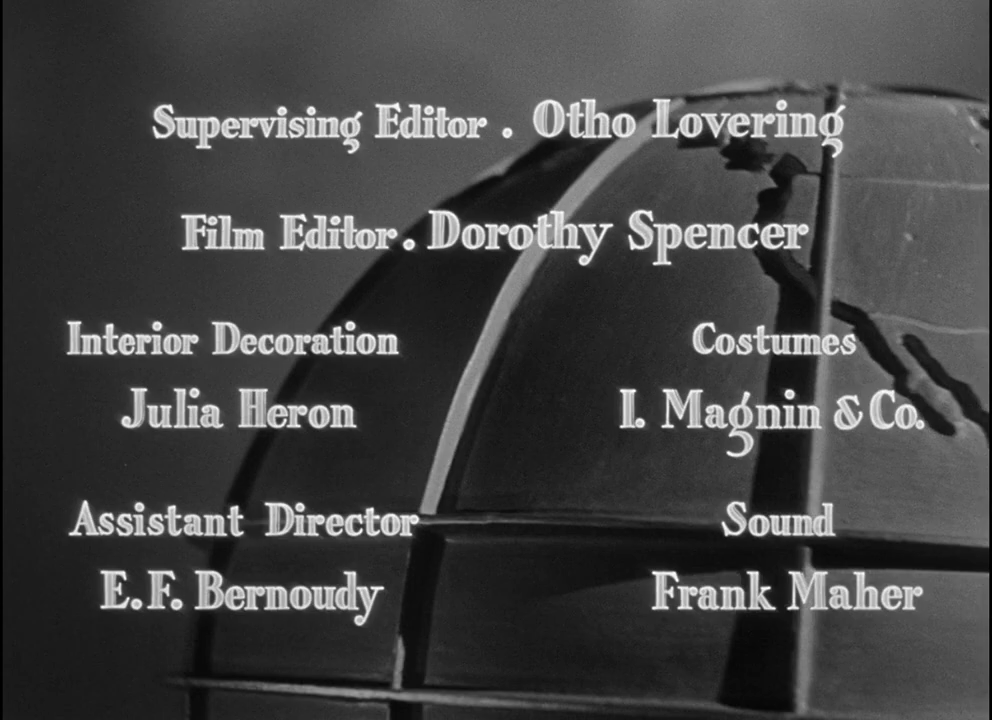 Supervising Editor . Otho Lovering
Film Editor . Dorothy Spencer
Interior Decoration
Julia Heron
Costumes
I. Magnin & Co.
Assistant Director
E.F. Bernoudy
Sound
Frank Maher